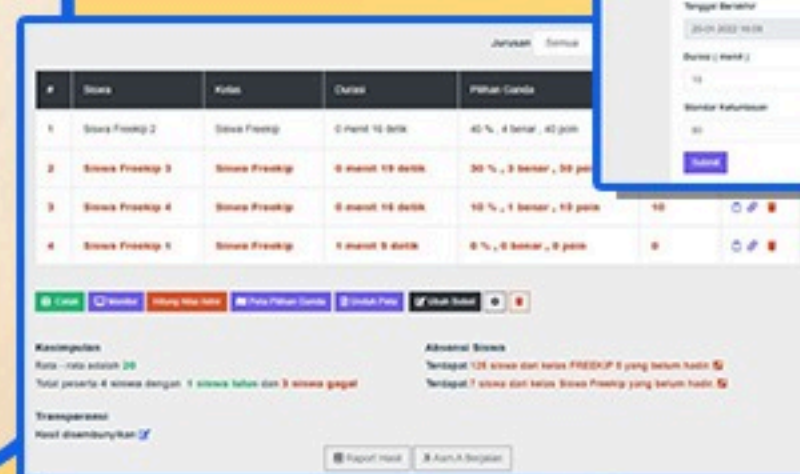 Tanggal Berakhir
20-01-2022 16:08
Durasi ( menit )
10
Standar Ketuntasan
80
Submit
Jurusan Semua
# Siswa Kelas Durasi Pilihan Ganda
1 Siswa Freekip 2 Siswa Freekip 0 menit 16 detik 40 % , 4 benar , 40 poin
2 Siswa Freekip 3 Siswa Freekip 0 menit 19 detik 30 % , 3 benar , 30 poin
3 Siswa Freekip 4 Siswa Freekip 0 menit 16 detik 10 % , 1 benar , 10 poin 10
4 Siswa Freekip 1 Siswa Freekip 1 menit 9 detik 0 % , 0 benar , 0 poin 0
Cetak Monitor Hitung Nilai Akhir Peta Pilihan Ganda Unduh Peta Ubah Bobot
Kesimpulan
Rata - rata adalah 20
Total peserta 4 siswa dengan 1 siswa lulus dan 3 siswa gagal
Transparansi
Hasil disembunyikan
Absensi Siswa
Terdapat 126 siswa dari kelas FREEKIP 6 yang belum hadir.
Terdapat 7 siswa dari kelas Siswa Freekip yang belum hadir.
Raport Hasil